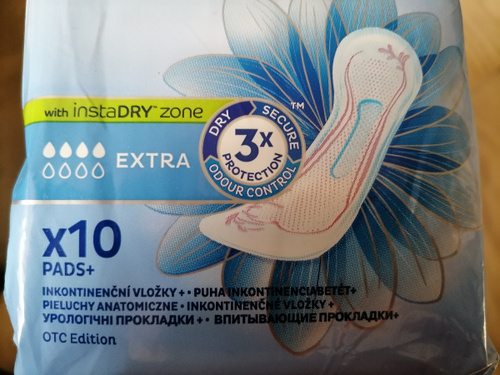 with instaDRY™ zone
EXTRA
DRY SECURE ™
3x
PROTECTION
ODOUR CONTROL
x10
PADS+
INKONTINENČNÍ VLOŽKY + • PUHA INKONTINENCIABETÉT+
PIELUCHY ANATOMICZNE • INKONTINENČNÉ VLOŽKY +
УРОЛОГІЧНІ ПРОКЛАДКИ + • ВПИТЫВАЮЩИЕ ПРОКЛАДКИ+
OTC Edition